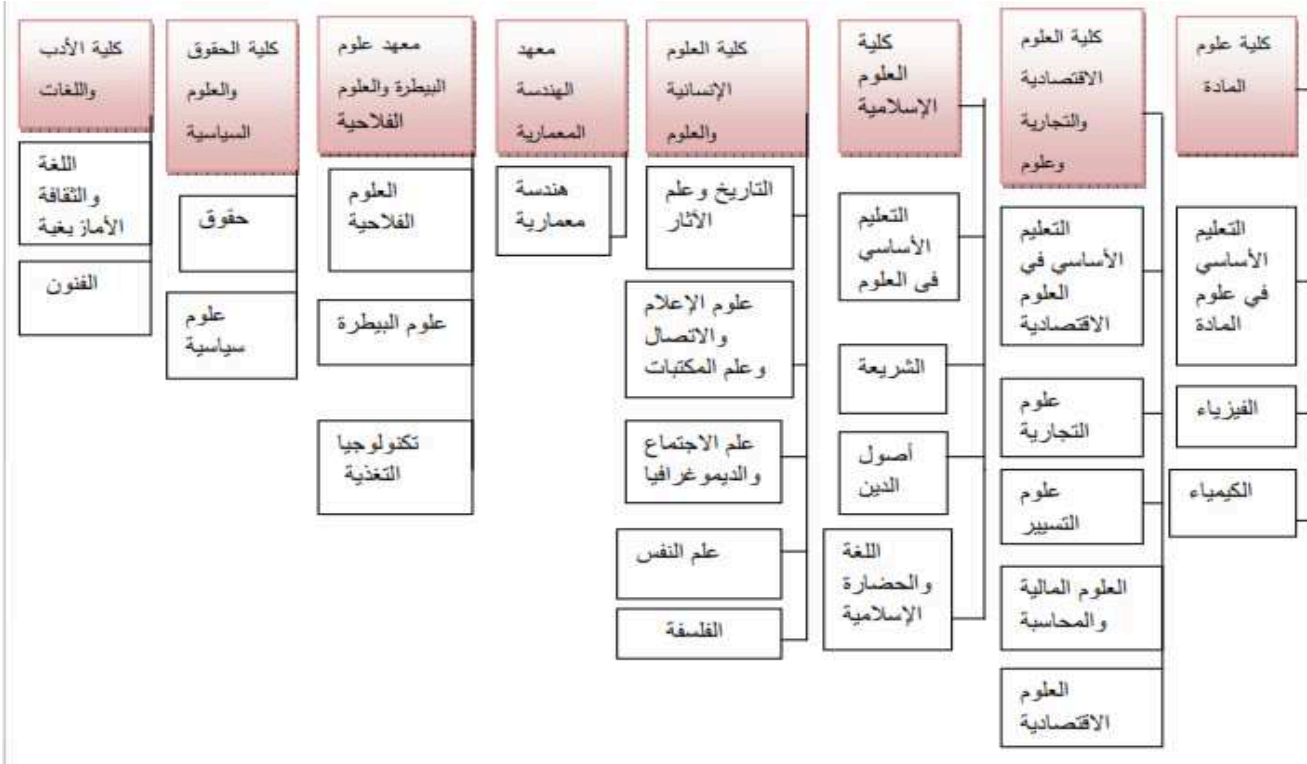 كلية علوم
المادة
التعليم
الأساسي
في علوم
المادة
الفيزياء
الكيمياء
كلية العلوم
الاقتصادية
والتجارية
وعلوم
التعليم
الأساسي في
العلوم
الاقتصادية
علوم
التجارية
علوم
التسيير
العلوم المالية
والمحاسبة
العلوم
الاقتصادية
كلية
العلوم
الإسلامية
التعليم
الأساسي
في العلوم
الشريعة
أصول
الدين
اللغة
والحضارة
الإسلامية
كلية العلوم
الإنسانية
والعلوم
التاريخ وعلم
الآثار
علوم الإعلام
والاتصال
وعلم المكتبات
علم الاجتماع
والديموغرافيا
علم النفس
الفلسفة
معهد
الهندسة
المعمارية
هندسة
معمارية
معهد علوم
البيطرة والعلوم
الفلاحية
العلوم
الفلاحية
علوم البيطرة
تكنولوجيا
التغذية
كلية الحقوق
والعلوم
السياسية
حقوق
علوم
سياسية
كلية الأدب
واللغات
اللغة
والثقافة
الأمازيغية
الفنون